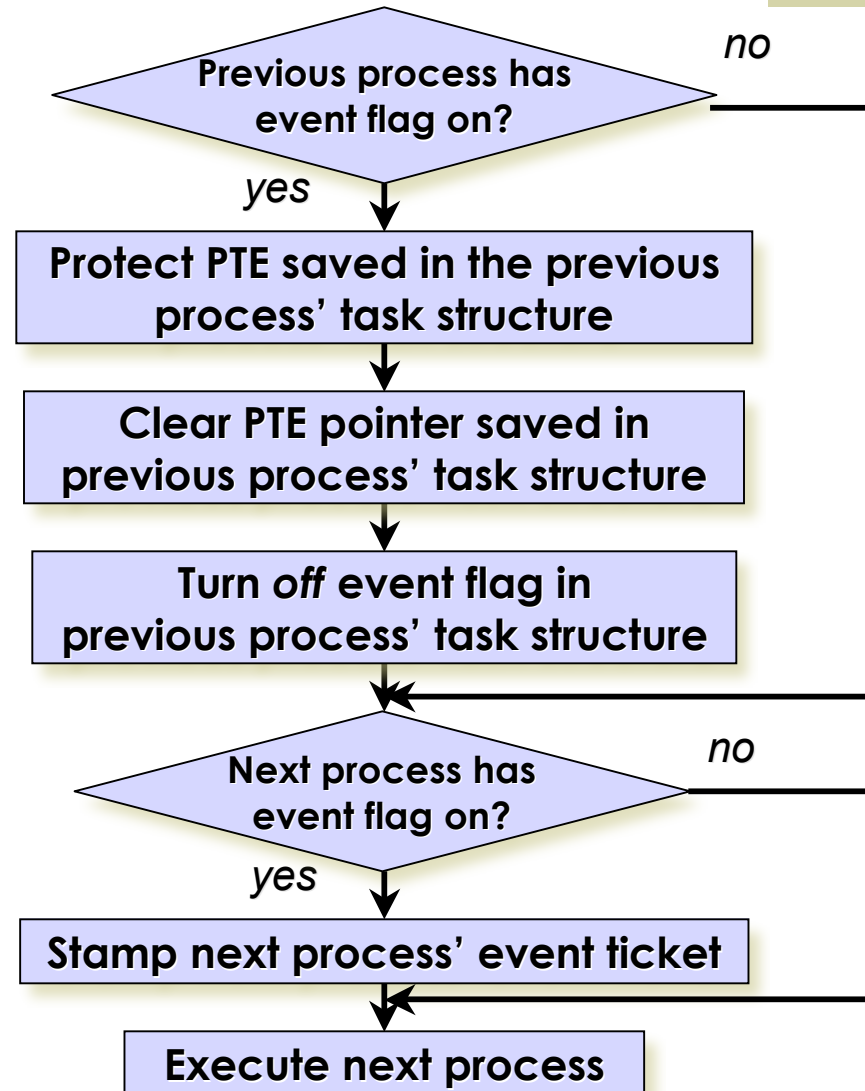 Previous process has
no
event flag on?
yes
Protect PTE saved in the previous
process’ task structure
Clear PTE pointer saved in
previous process’ task structure
Turn off event flag in
previous process’ task structure
Next process has
no
event flag on?
yes
Stamp next process’ event ticket
Execute next process